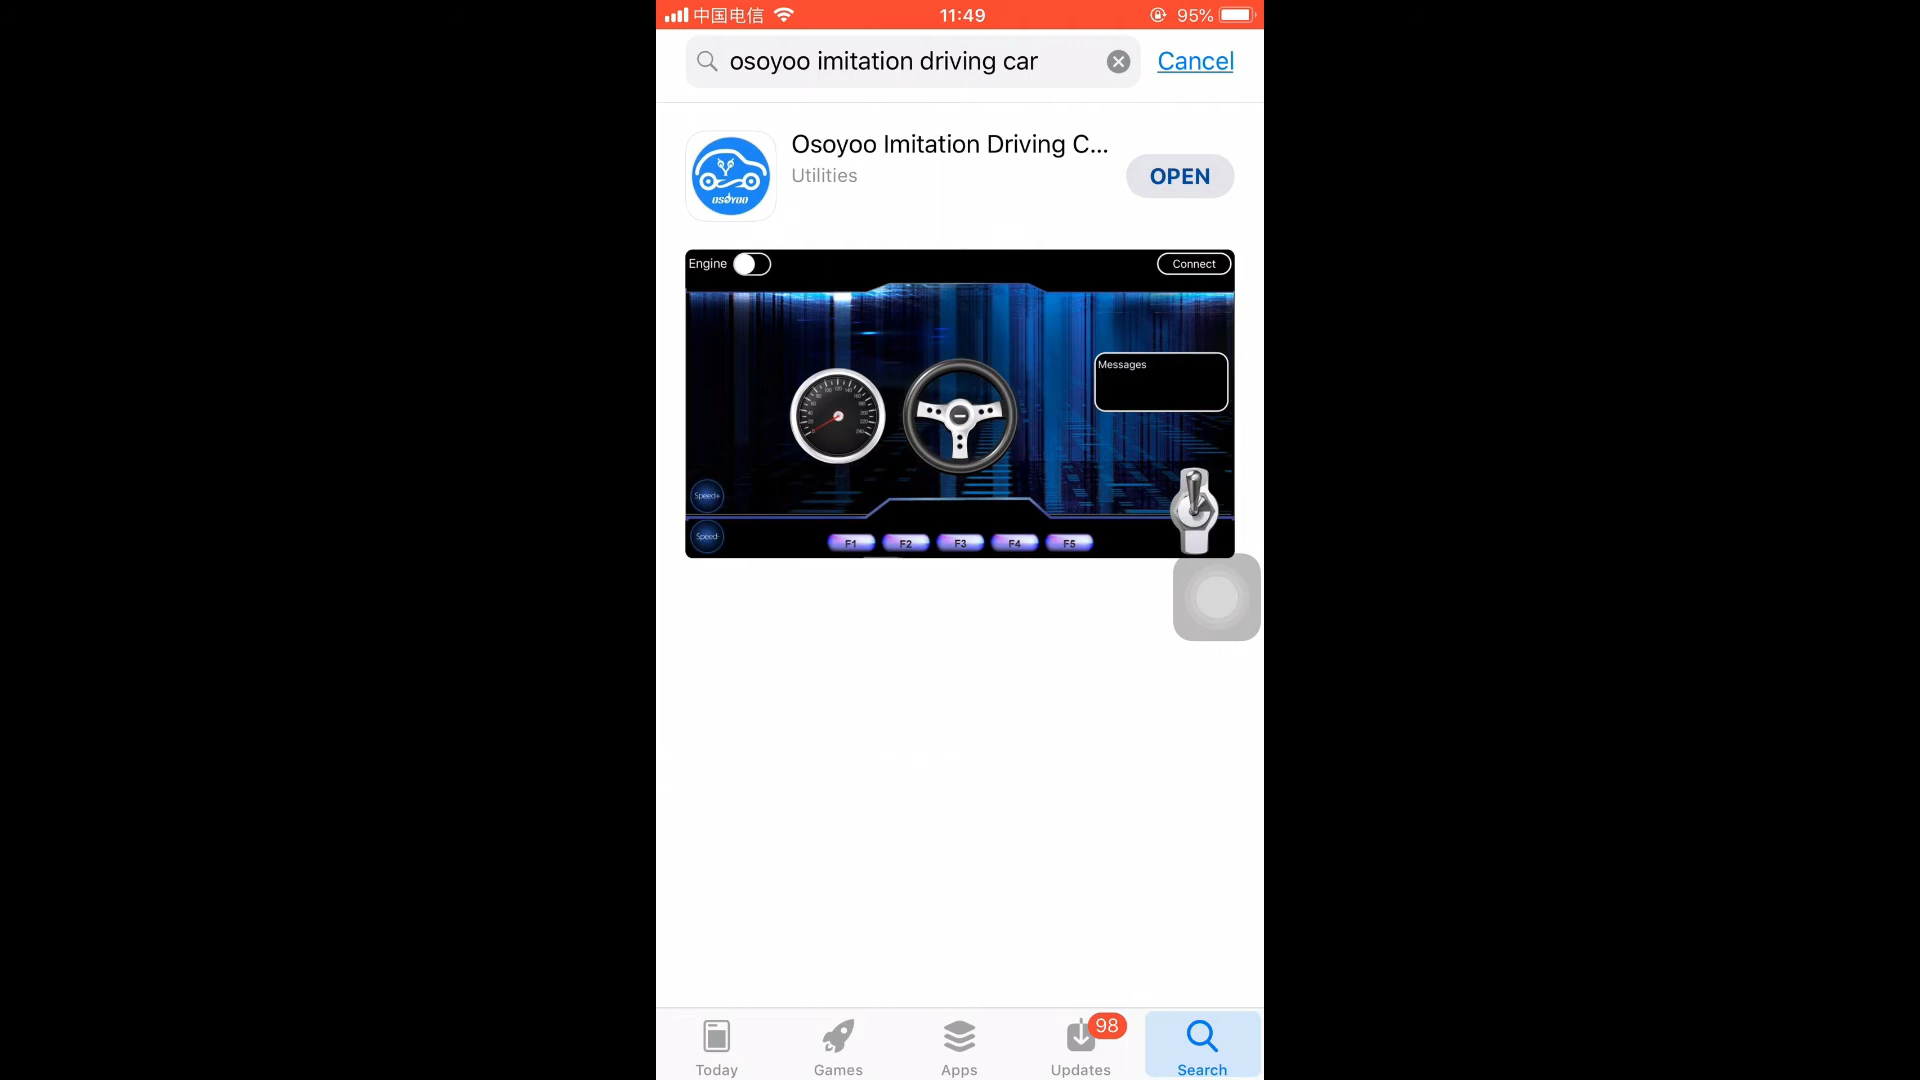 中国电信 11:49 95%
osoyoo imitation driving car Cancel
Osoyoo Imitation Driving C...
Utilities
OPEN
OSOYOO
Engine Connect
Messages
Speed+
Speed-
F1 F2 F3 F4 F5
98
Today Games Apps Updates Search